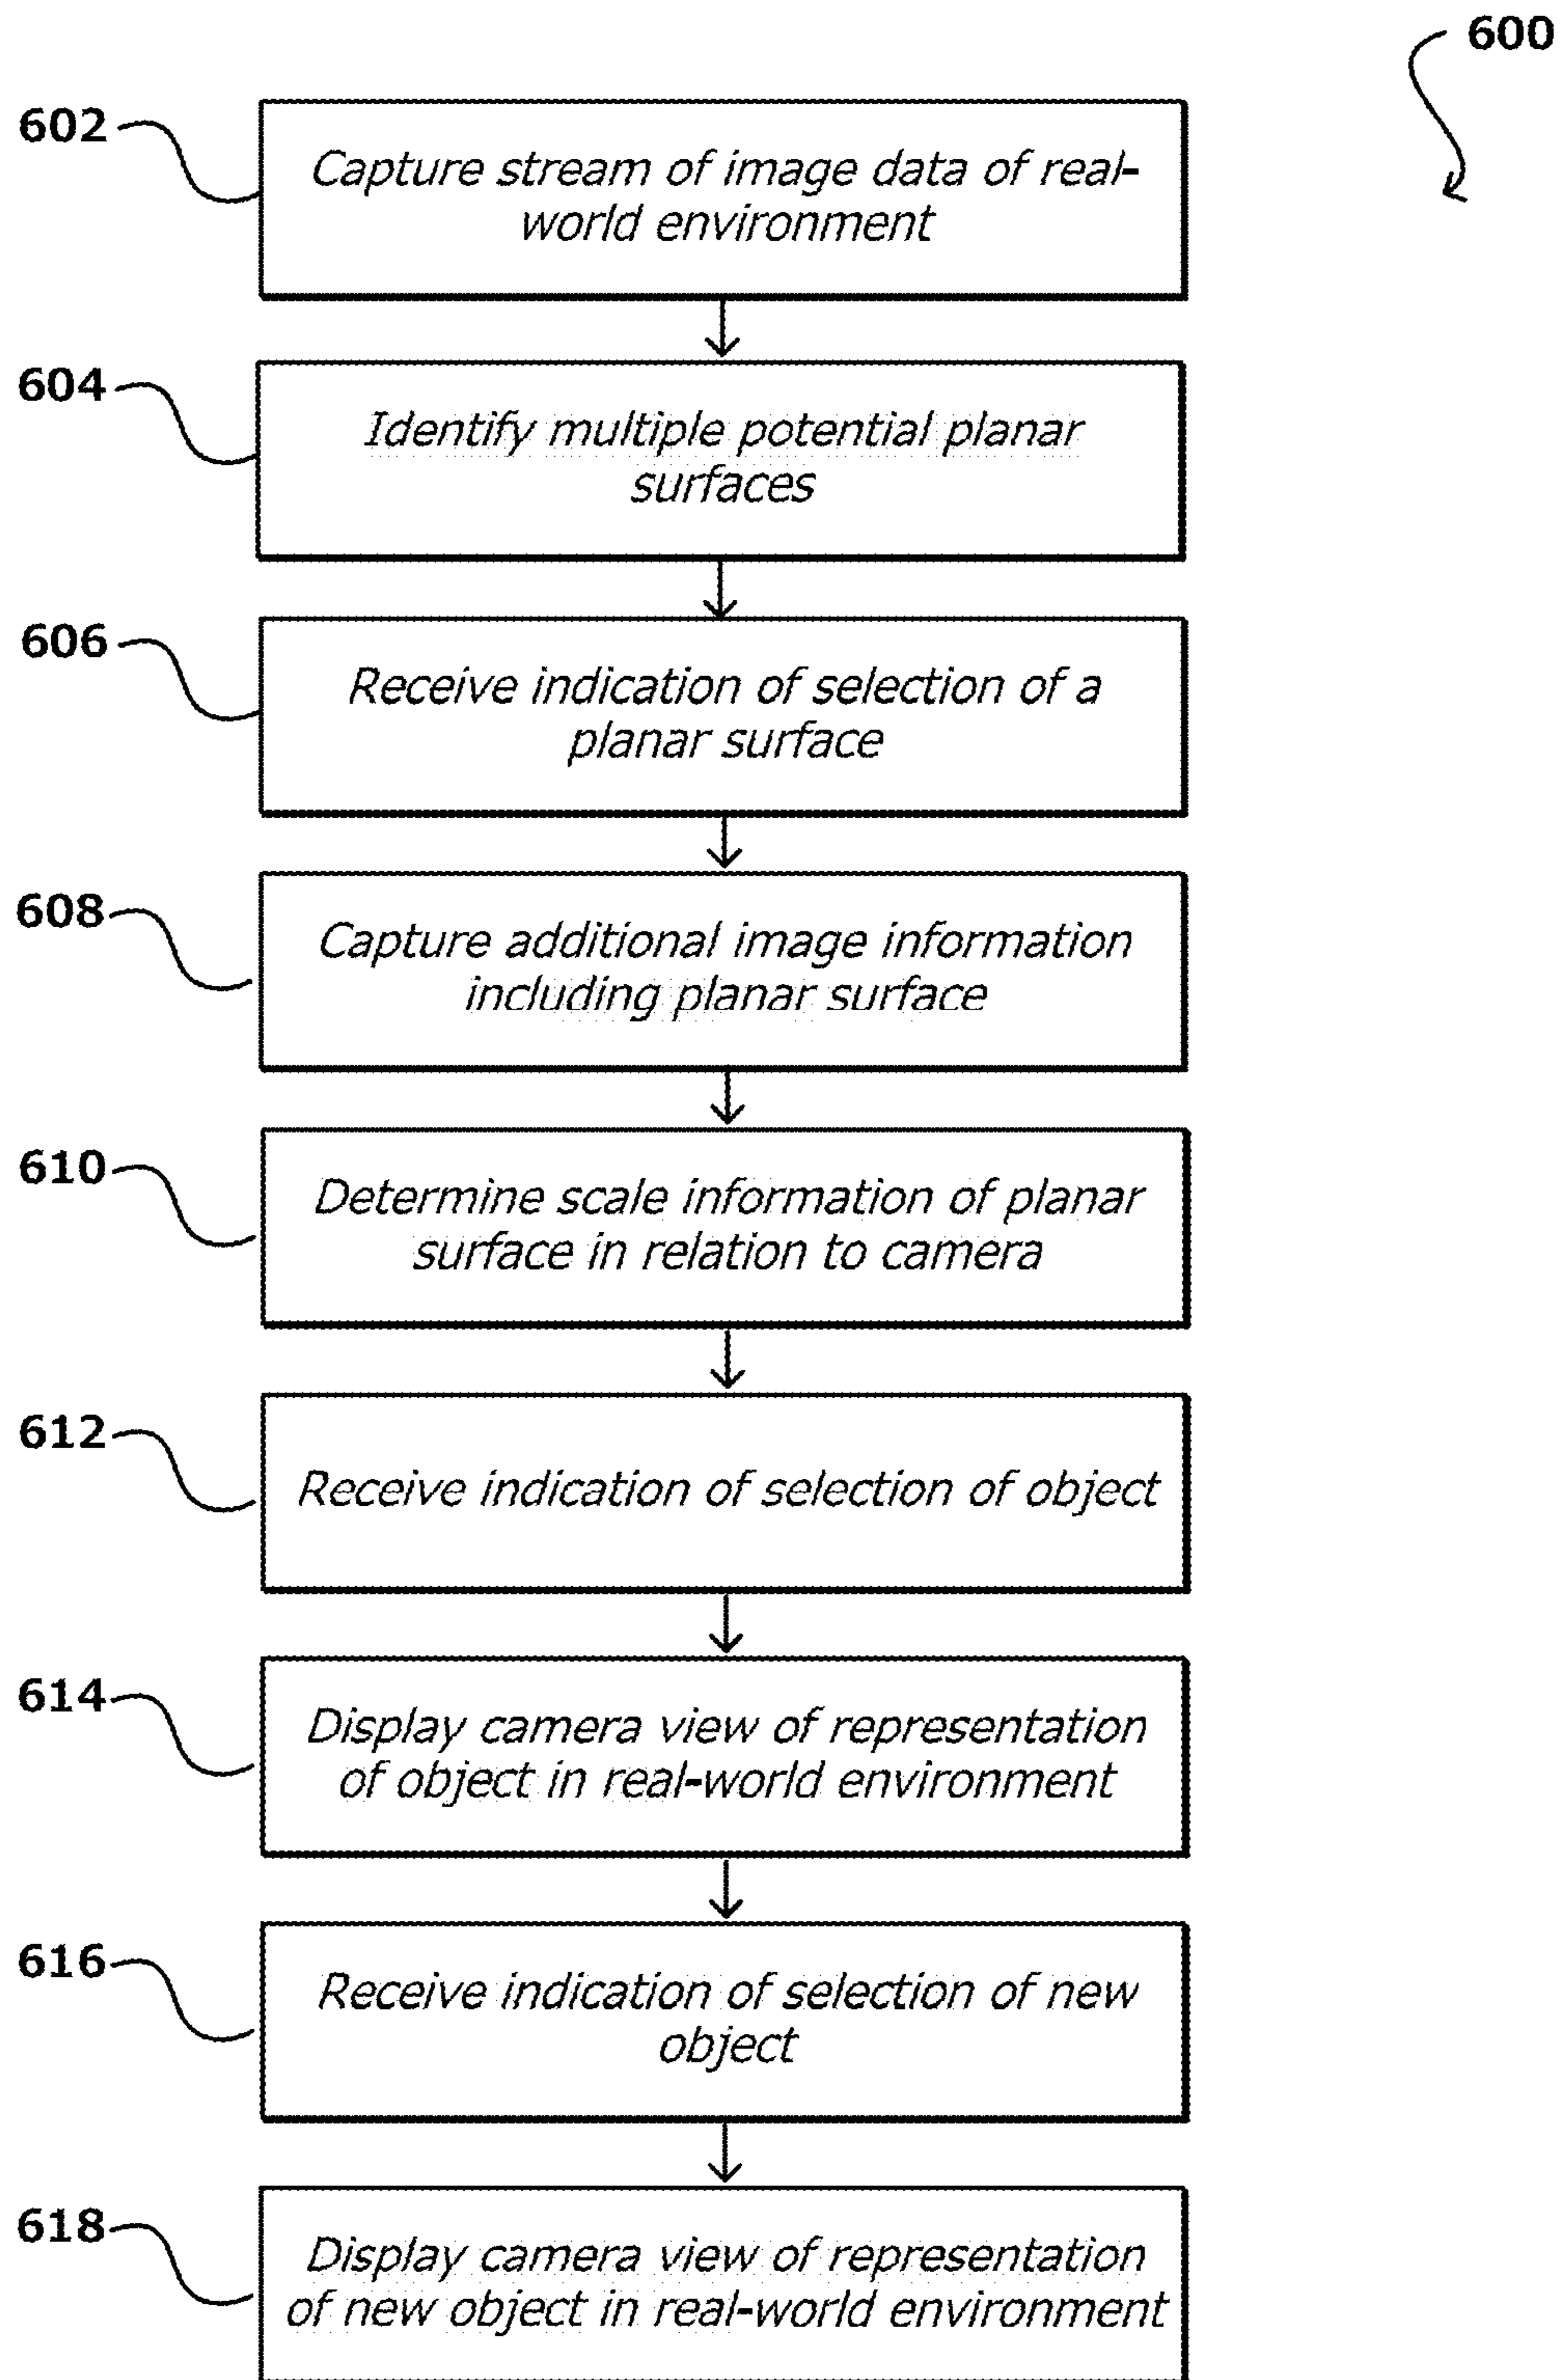 600
602
Capture stream of image data of real-
world environment
604
Identify multiple potential planar
surfaces
606
Receive indication of selection of a
planar surface
608
Capture additional image information
including planar surface
610
Determine scale information of planar
surface in relation to camera
612
Receive indication of selection of object
614
Display camera view of representation
of object in real-world environment
616
Receive indication of selection of new
object
618
Display camera view of representation
of new object in real-world environment